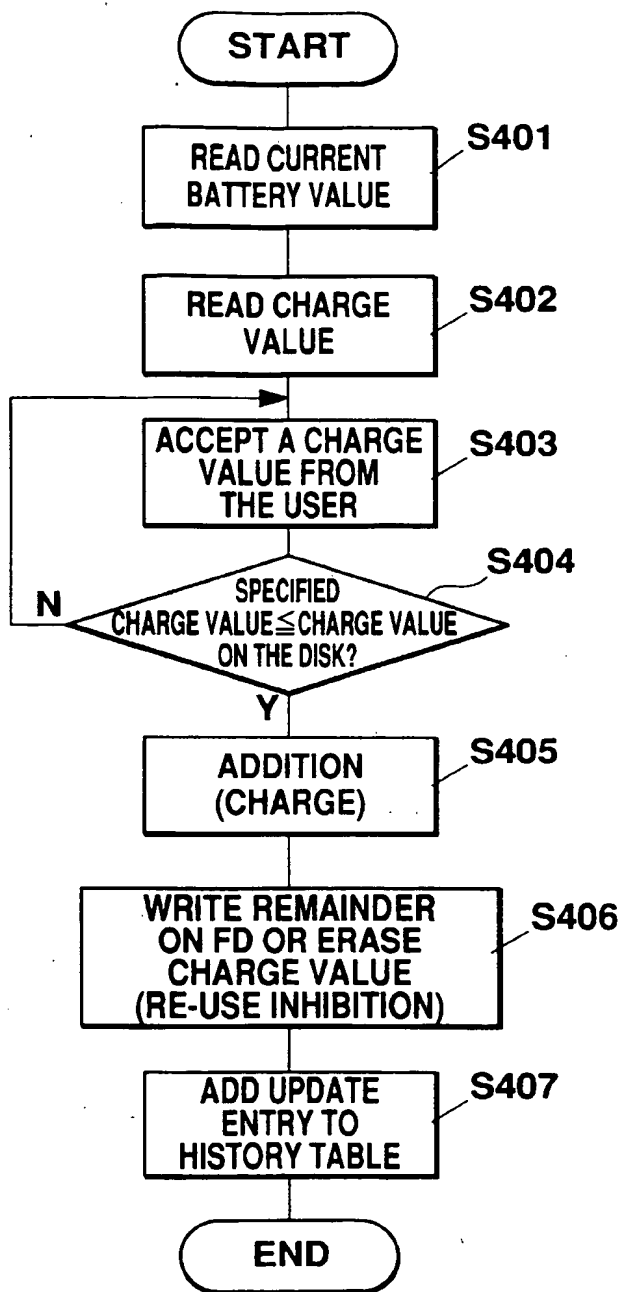 START
READ CURRENT
BATTERY VALUE
S401
READ CHARGE
VALUE
S402
ACCEPT A CHARGE
VALUE FROM
THE USER
S403
SPECIFIED
CHARGE VALUE≦CHARGE VALUE
ON THE DISK?
S404
N
Y
ADDITION
(CHARGE)
S405
WRITE REMAINDER
ON FD OR ERASE
CHARGE VALUE
(RE-USE INHIBITION)
S406
ADD UPDATE
ENTRY TO
HISTORY TABLE
S407
END